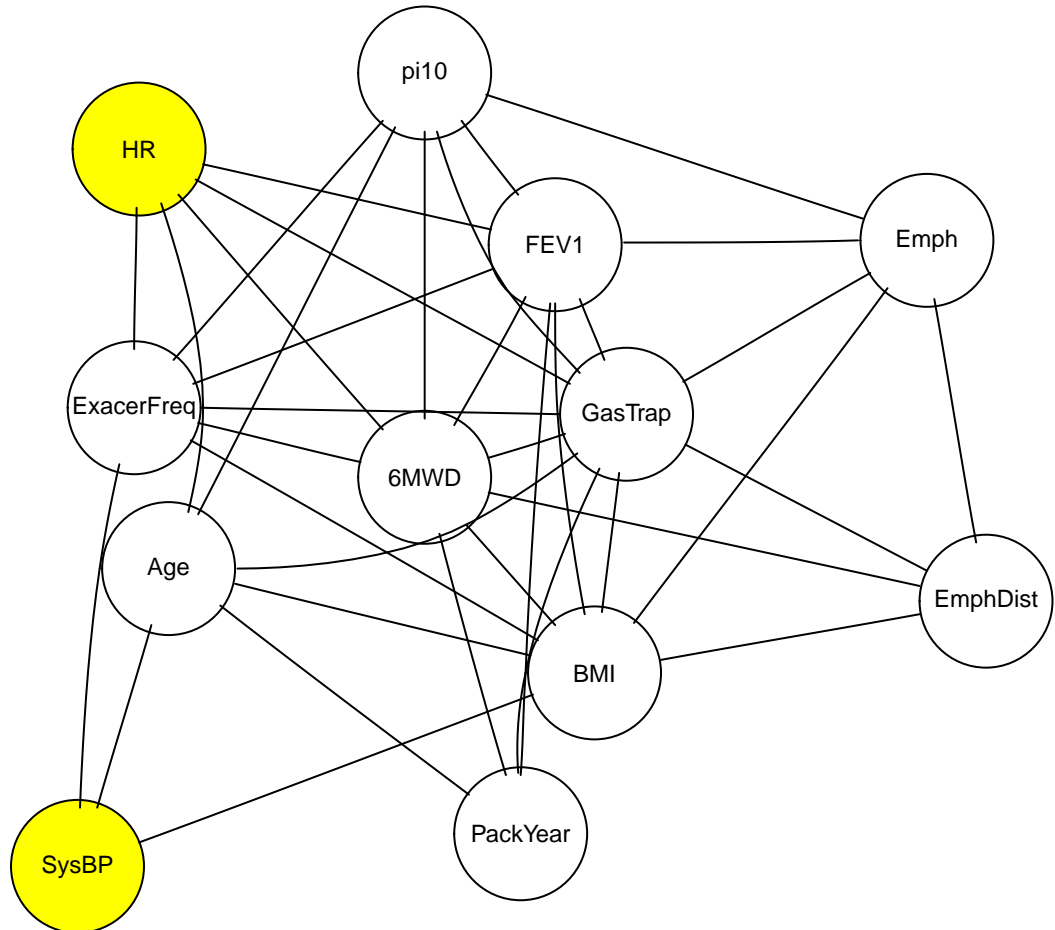 pi10
HR
FEV1
Emph
ExacerFreq
GasTrap
6MWD
Age
EmphDist
BMI
PackYear
SysBP